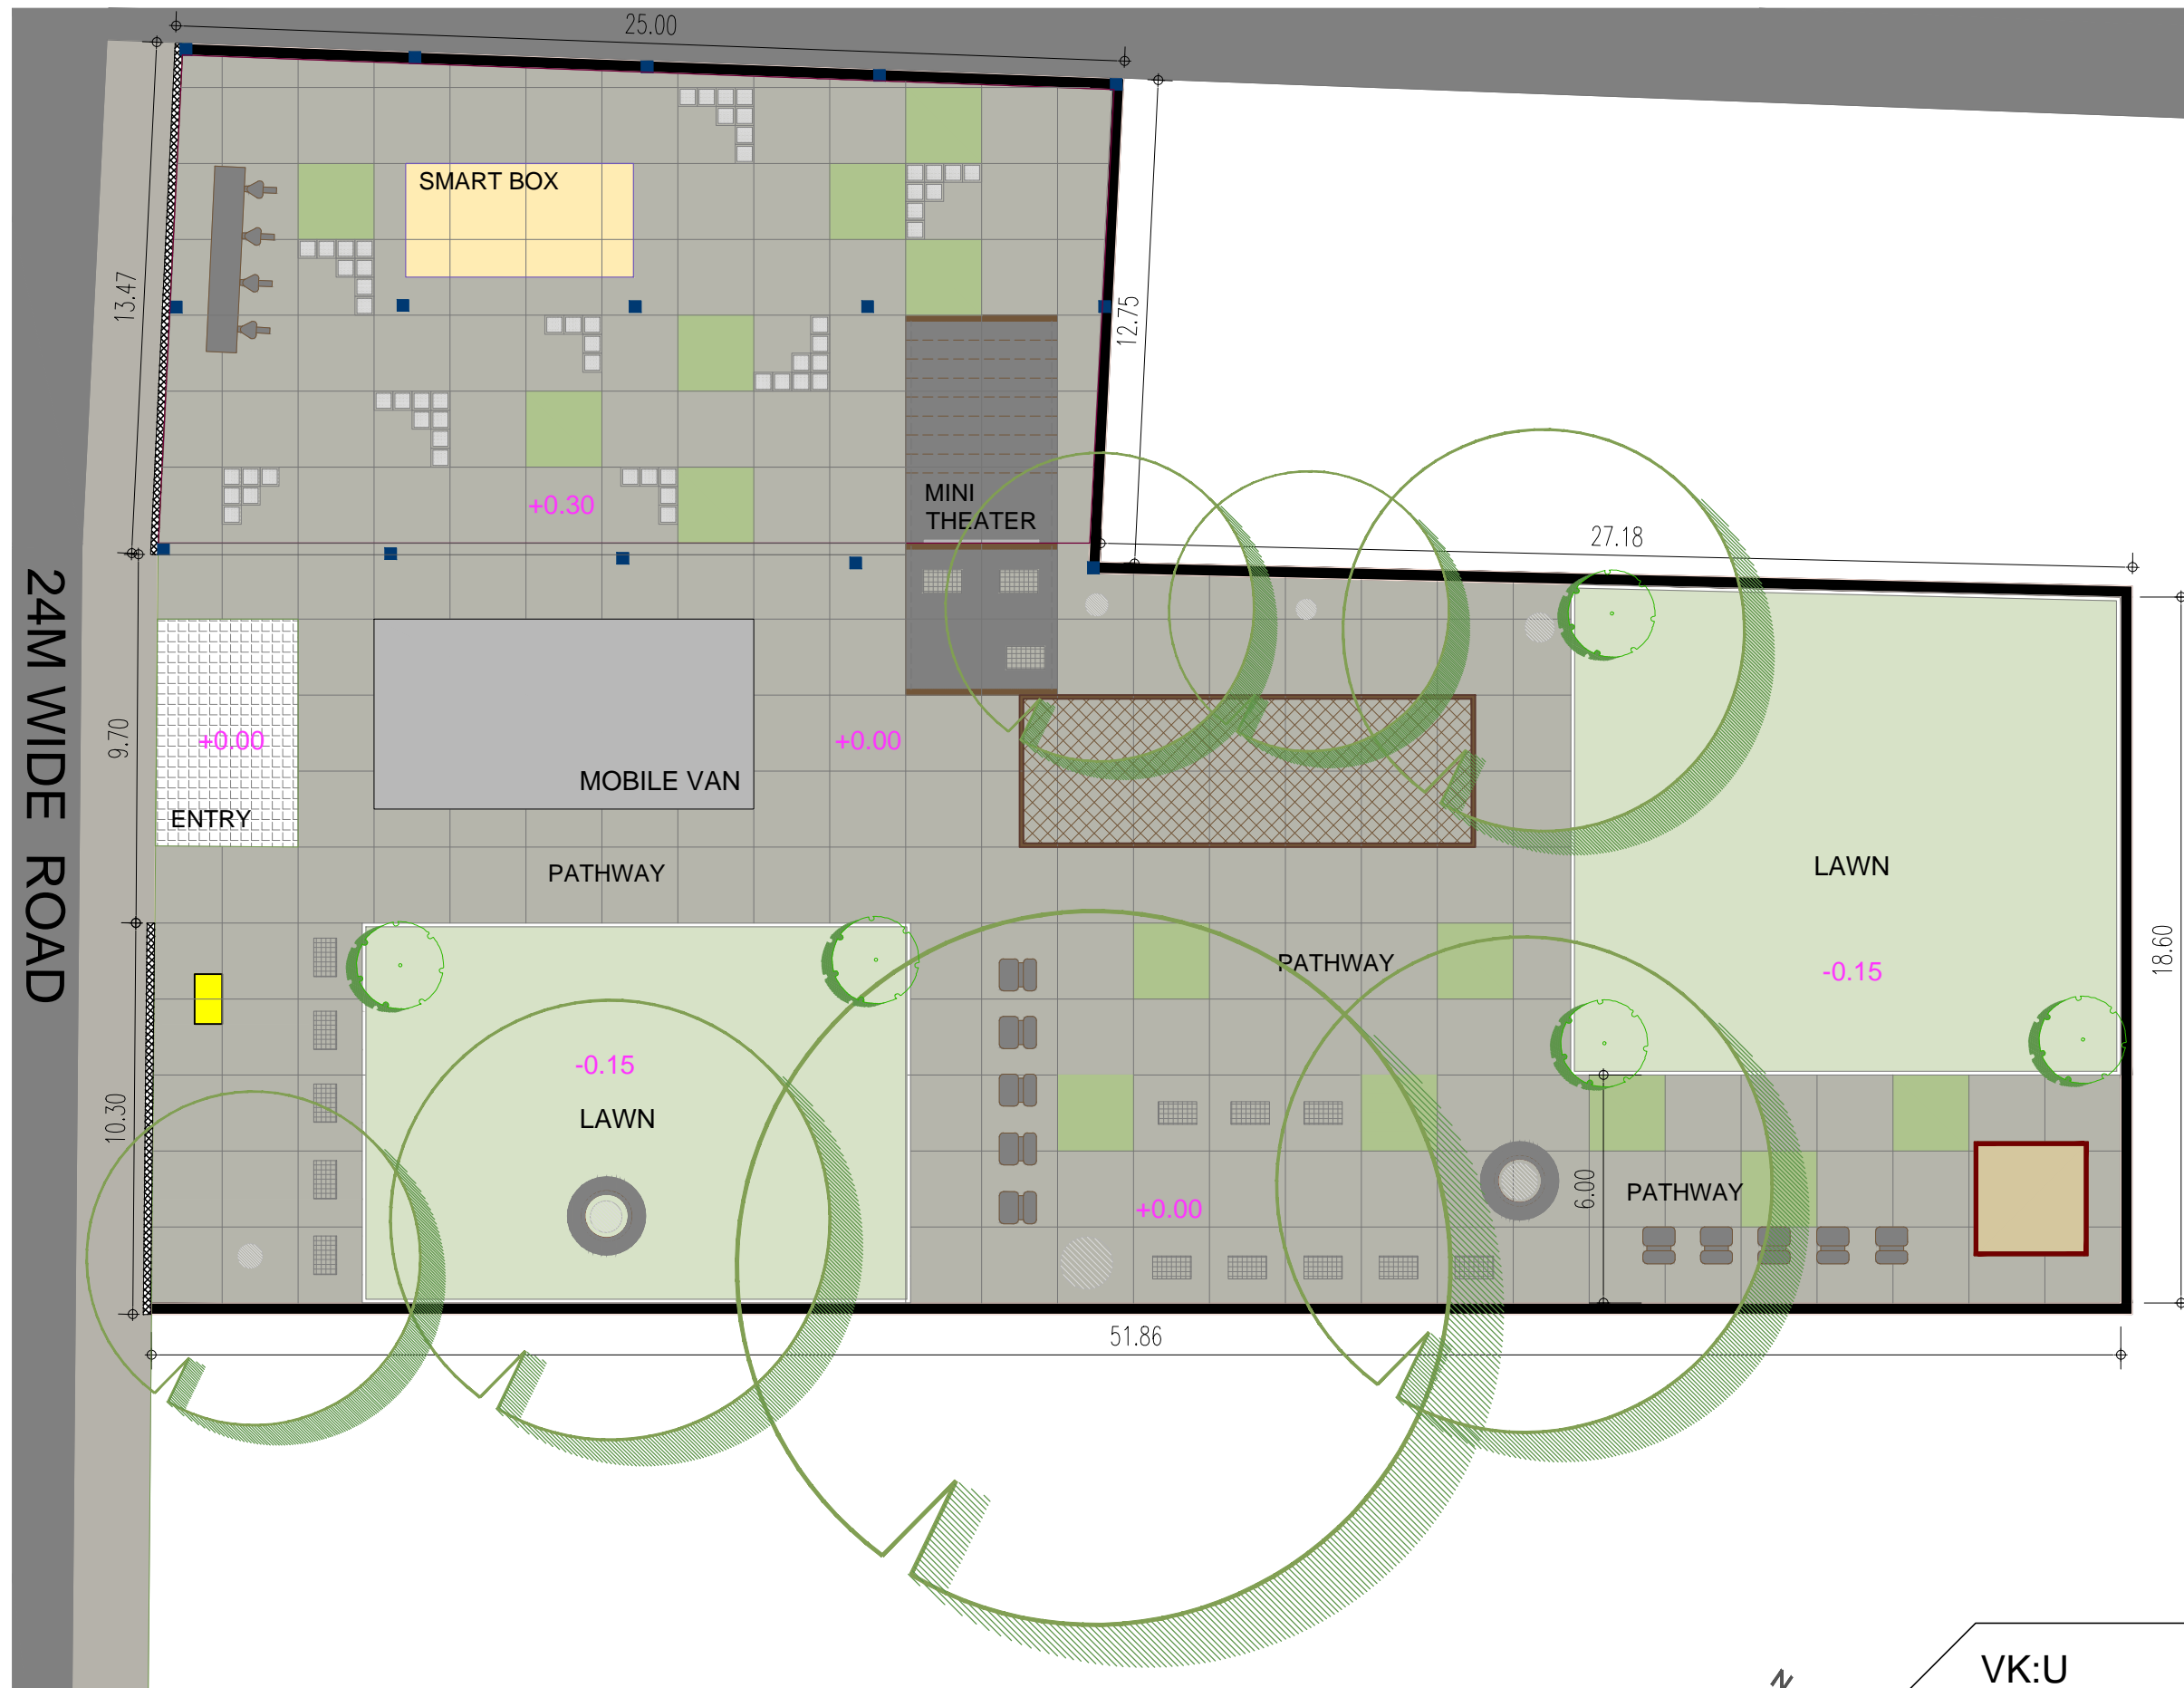 25.00
SMART BOX
13.47
12.75
+0.30
MINI
THEATER
27.18
24M WIDE ROAD
9.70
+0.00
+0.00
MOBILE VAN
ENTRY
PATHWAY
LAWN
18.60
PATHWAY
-0.15
-0.15
10.30
LAWN
6.00
PATHWAY
+0.00
51.86
VK:U
N